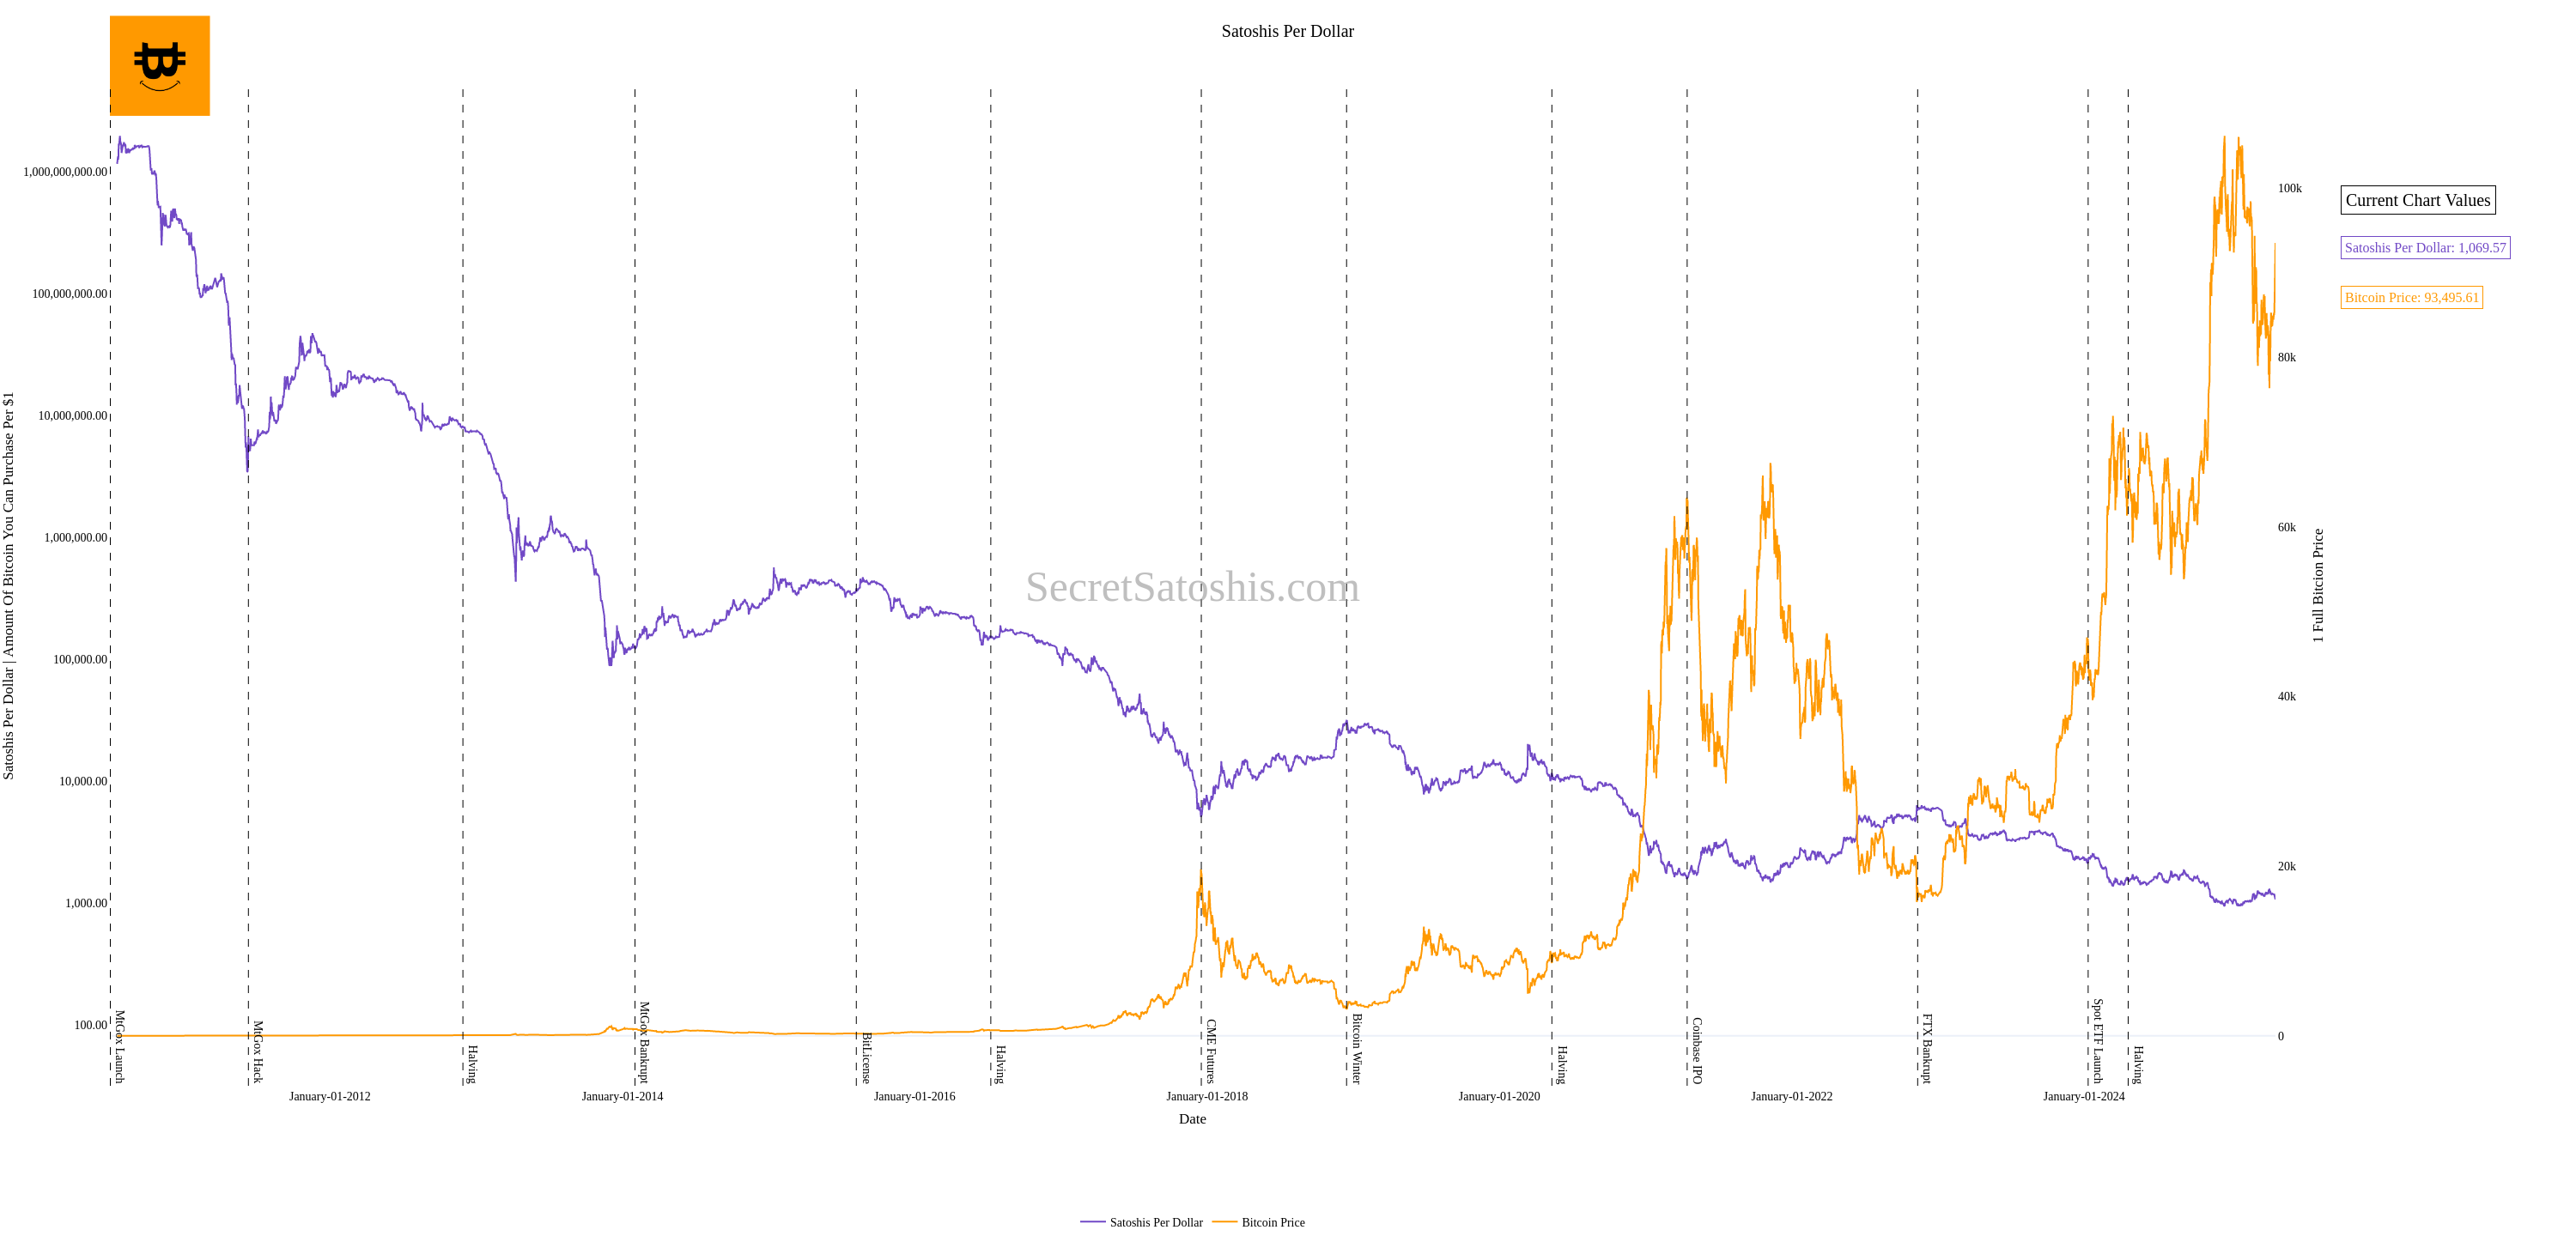 Satoshis Per Dollar
1,000,000,000.00
100,000,000.00
10,000,000.00
1,000,000.00
100,000.00
10,000.00
1,000.00
100.00
Satoshis Per Dollar | Amount Of Bitcoin You Can Purchase Per $1
SecretSatoshis.com
100k
80k
60k
40k
20k
0
1 Full Bitcion Price
Current Chart Values
Satoshis Per Dollar: 1,069.57
Bitcoin Price: 93,495.61
MtGox Launch
MtGox Hack
Halving
MtGox Bankrupt
BitLicense
Halving
CME Futures
Bitcoin Winter
Halving
Coinbase IPO
FTX Bankrupt
Spot ETF Launch
Halving
January-01-2012
January-01-2014
January-01-2016
January-01-2018
January-01-2020
January-01-2022
January-01-2024
Date
Satoshis Per Dollar
Bitcoin Price